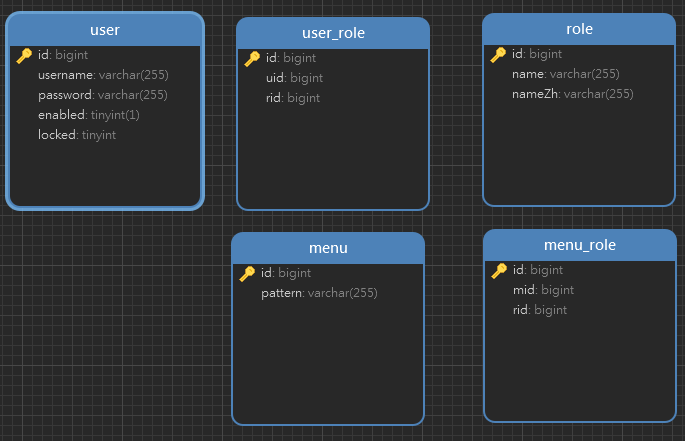 user
id: bigint
username: varchar(255)
password: varchar(255)
enabled: tinyint(1)
locked: tinyint
user_role
id: bigint
uid: bigint
rid: bigint
role
id: bigint
name: varchar(255)
nameZh: varchar(255)
menu
id: bigint
pattern: varchar(255)
menu_role
id: bigint
mid: bigint
rid: bigint